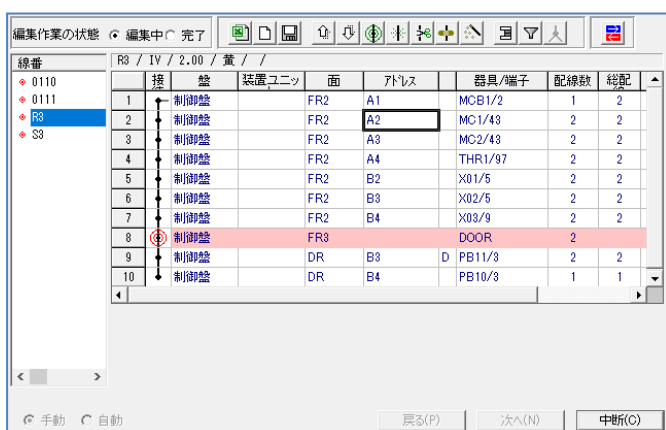 編集作業の状態 編集中 完了
線番
0110
0111
R3
S3
R3 / IV / 2.00 / 黄 / /
接 盤 装置ユニッ 面 ｱﾄﾞﾚｽ 器具/端子 配線数 総配
1 制御盤 FR2 A1 MCB1/2 1 2
2 制御盤 FR2 A2 MC1/43 2 2
3 制御盤 FR2 A3 MC2/43 2 2
4 制御盤 FR2 A4 THR1/97 2 2
5 制御盤 FR2 B2 X01/5 2 2
6 制御盤 FR2 B3 X02/5 2 2
7 制御盤 FR2 B4 X03/9 2 2
8 制御盤 FR3 DOOR 2
9 制御盤 DR B3 D PB11/3 2 2
10 制御盤 DR B4 PB10/3 1 1
手動 自動 戻る(P) 次へ(N) 中断(C)